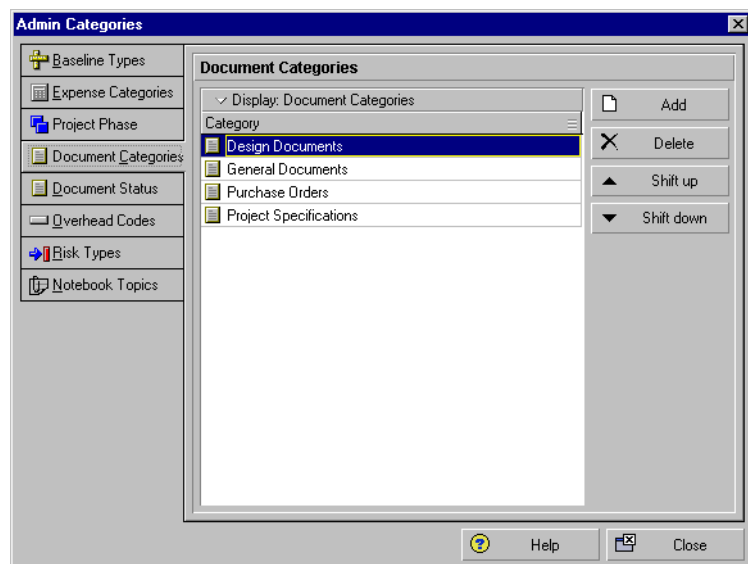 Admin Categories
Baseline Types
Expense Categories
Project Phase
Document Categories
Document Status
Overhead Codes
Risk Types
Notebook Topics
Document Categories
Display: Document Categories
Category
Design Documents
General Documents
Purchase Orders
Project Specifications
Add
Delete
Shift up
Shift down
? Help
Close